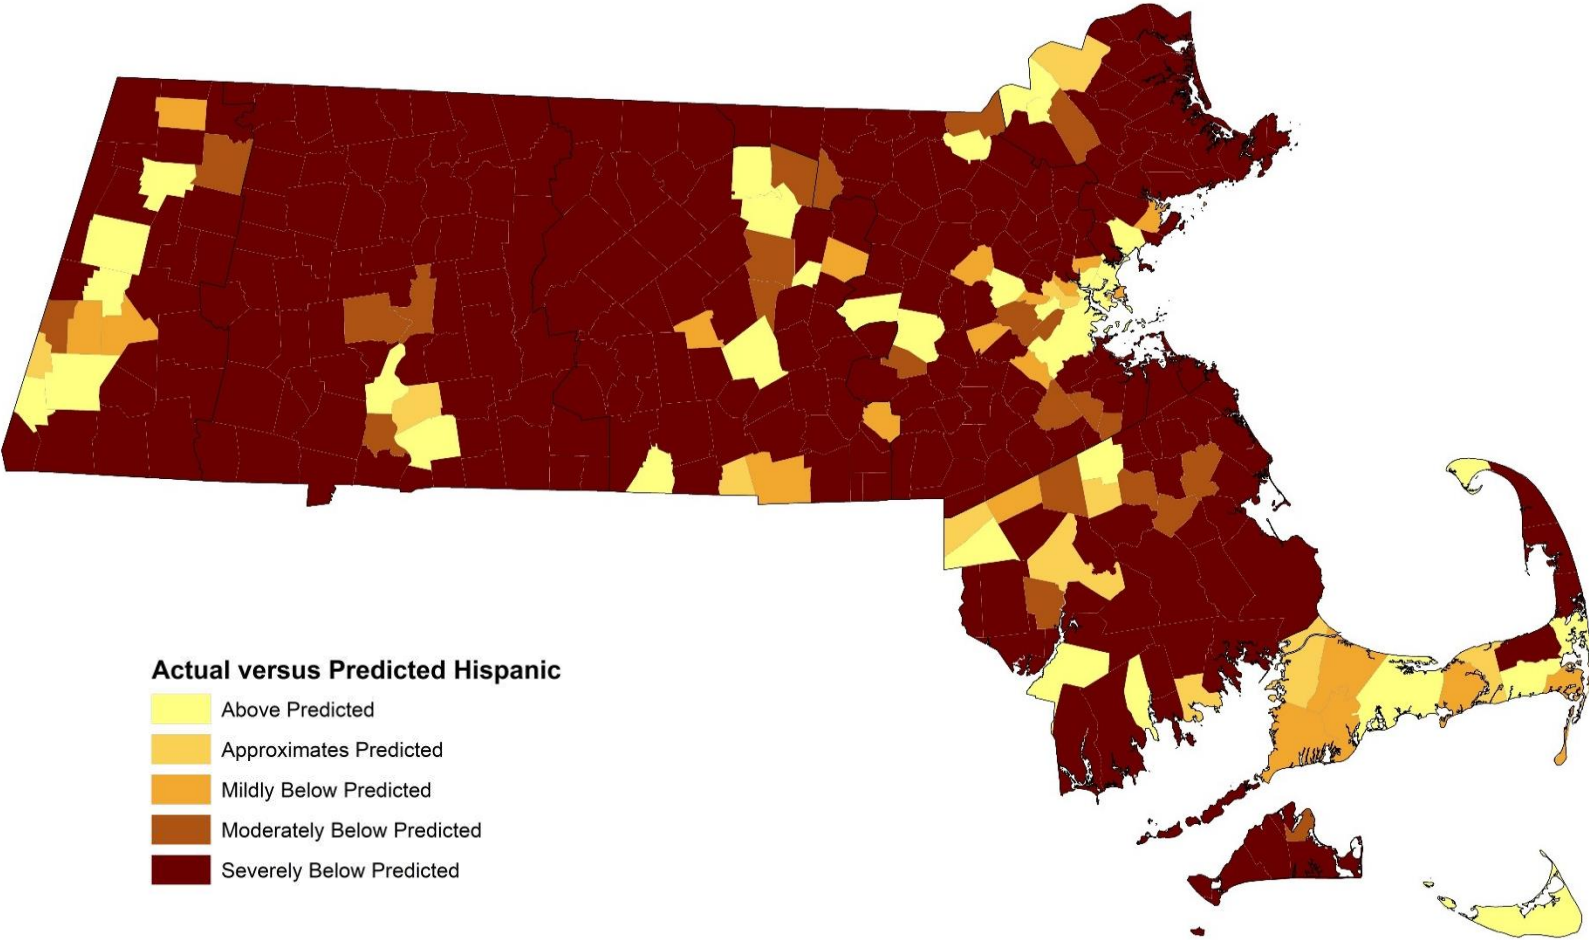 Actual versus Predicted Hispanic
Above Predicted
Approximates Predicted
Mildly Below Predicted
Moderately Below Predicted
Severely Below Predicted